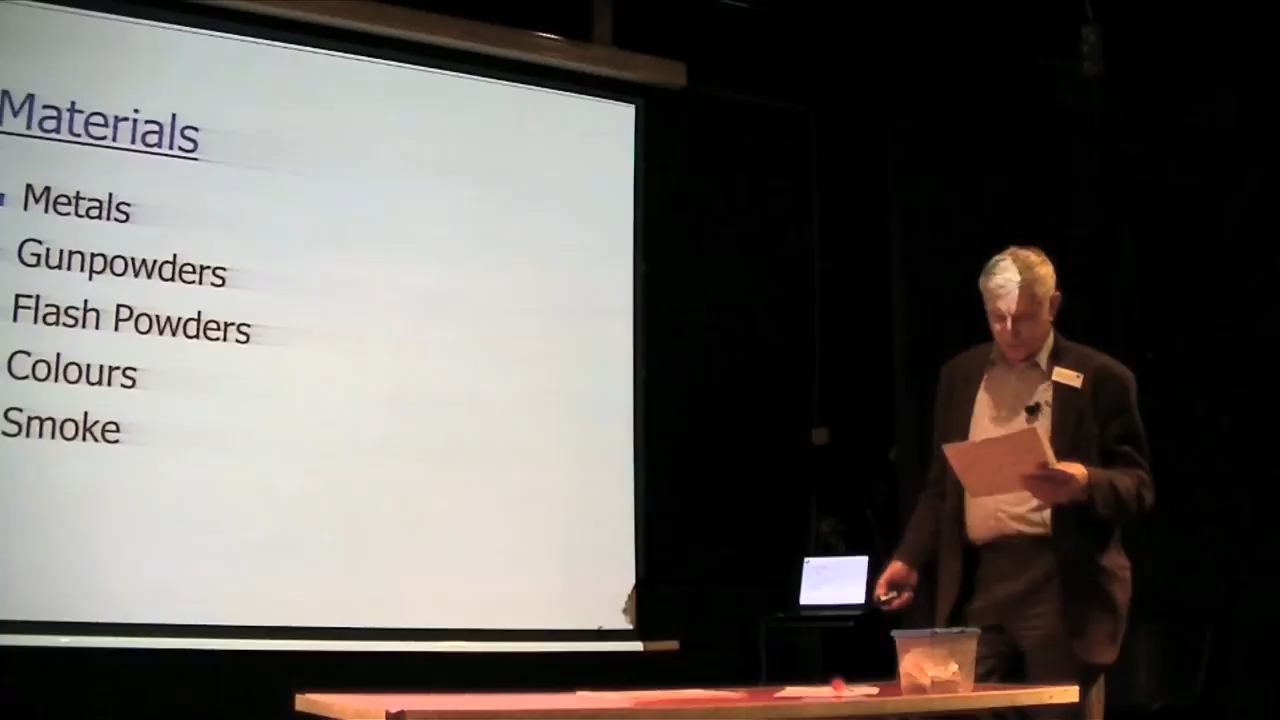 Materials
Metals
Gunpowders
Flash Powders
Colours
Smoke